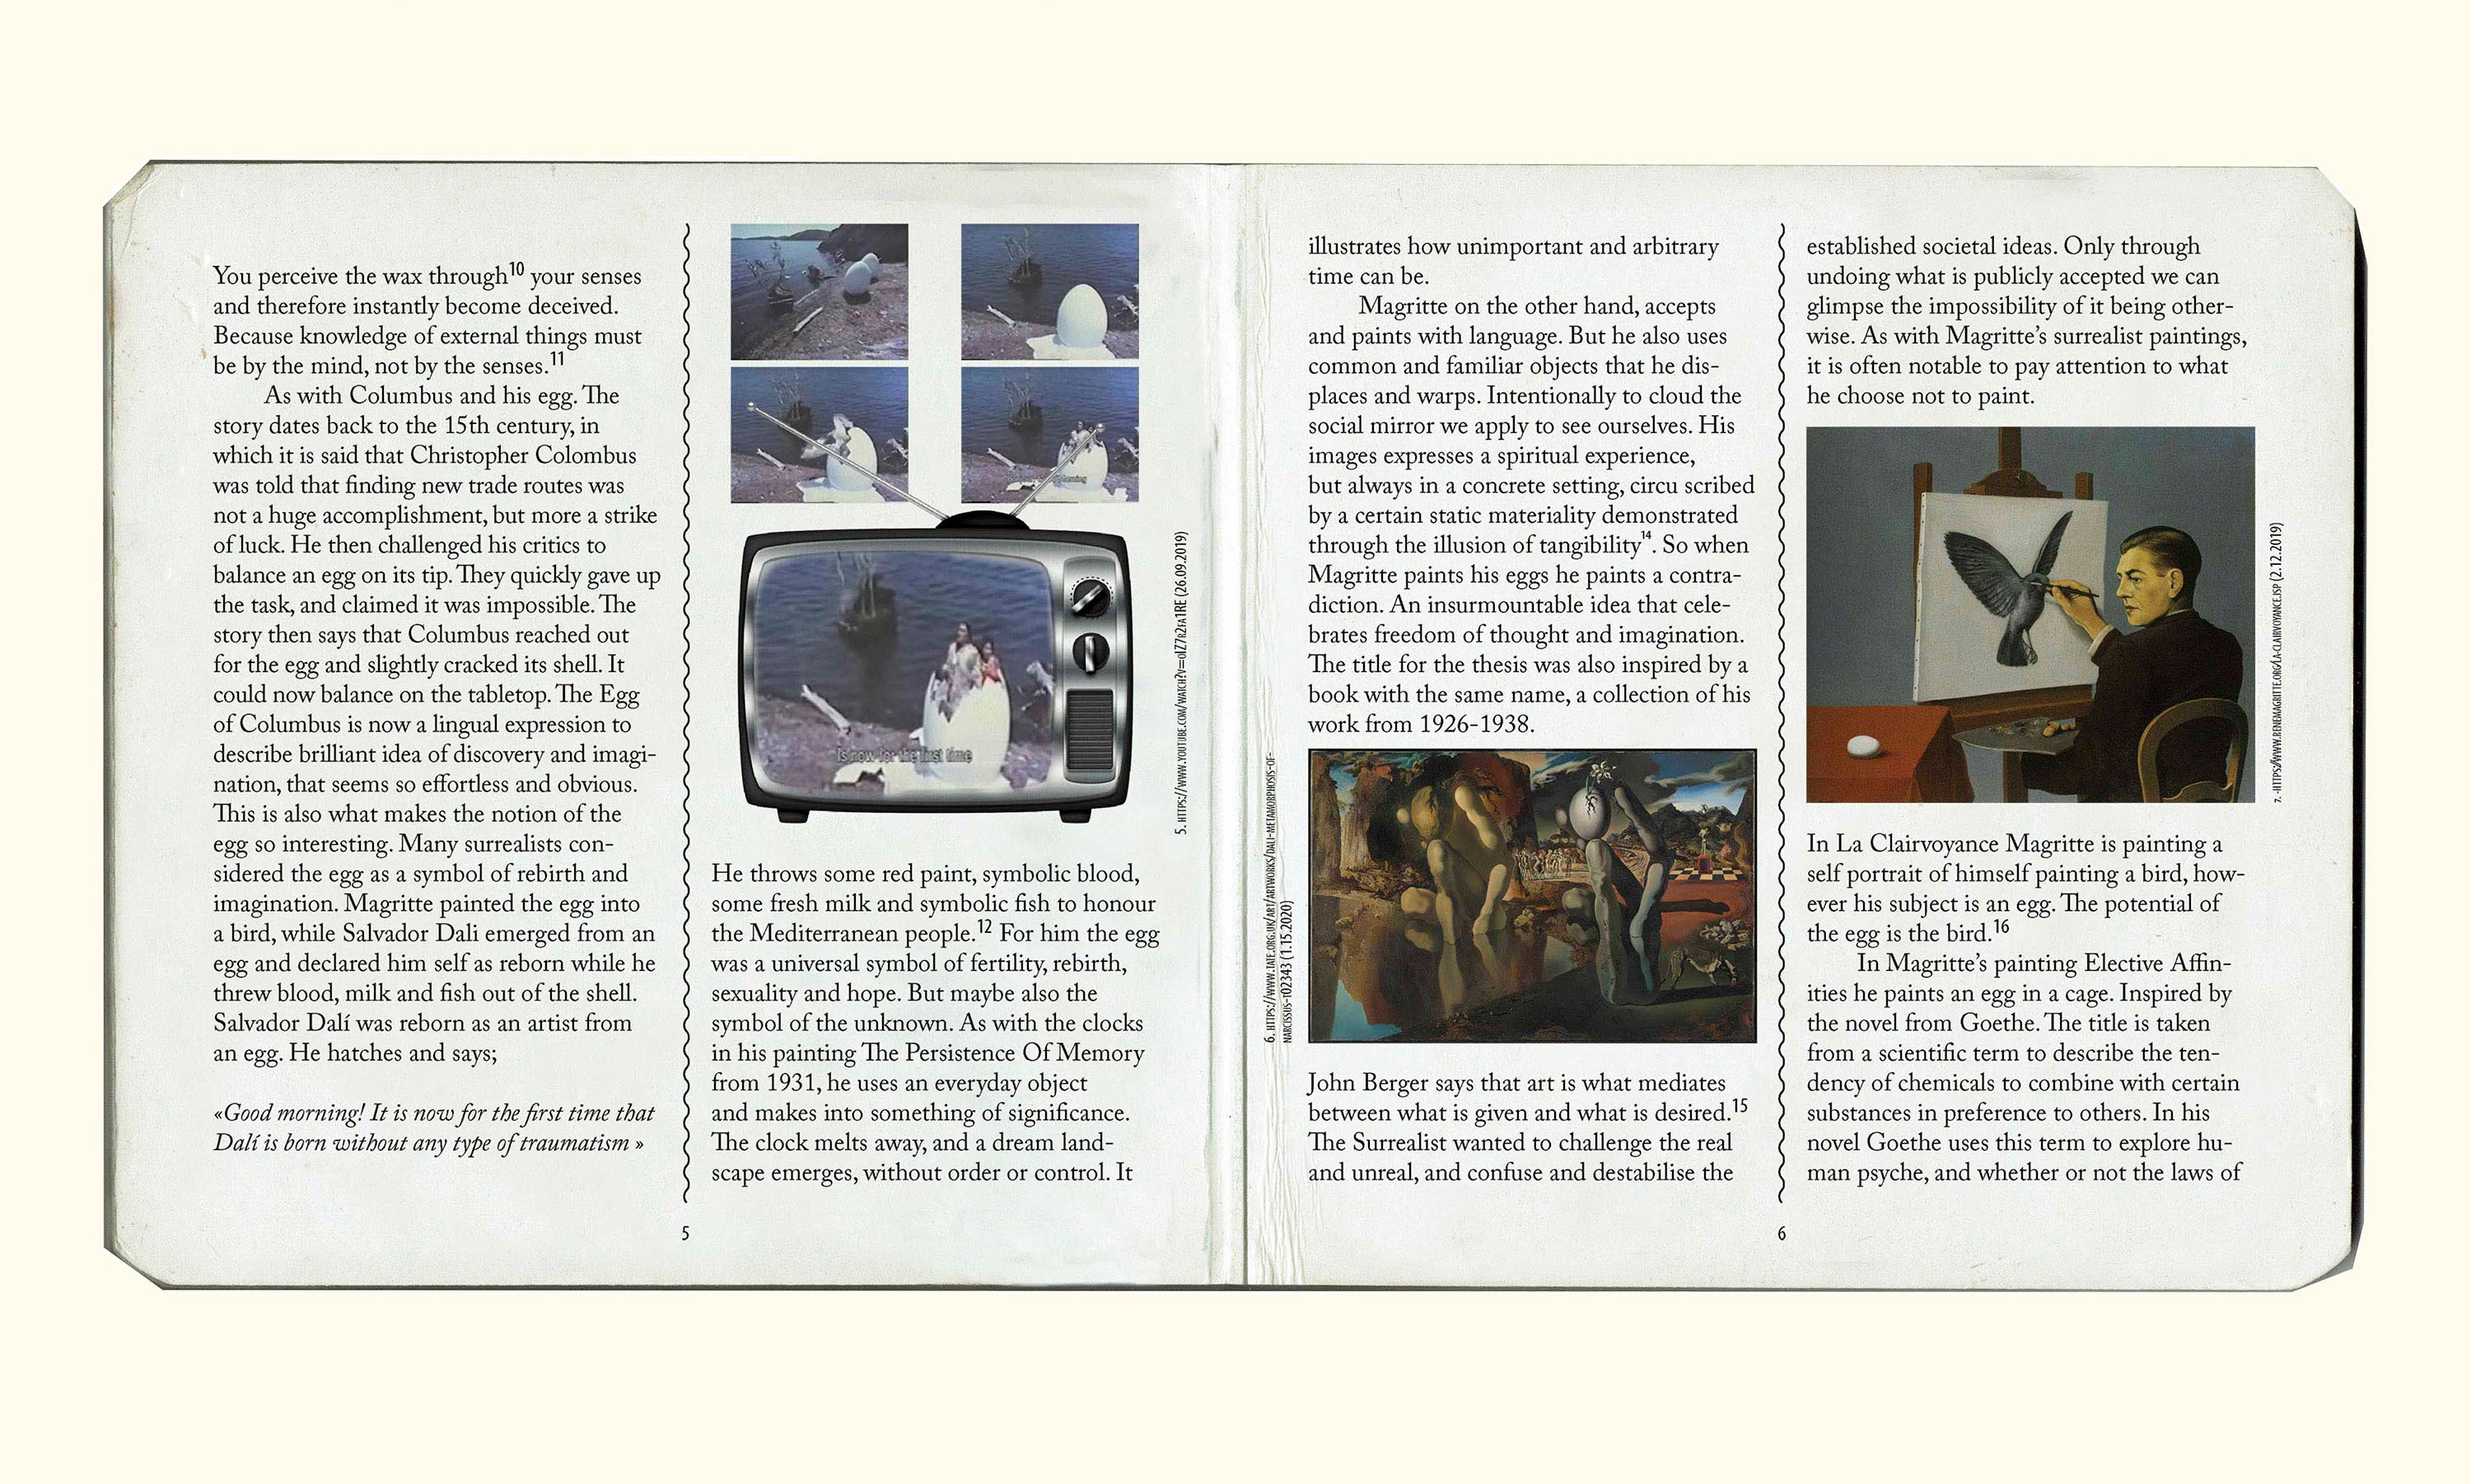 You perceive the wax through10 your senses
and therefore instantly become deceived.
Because knowledge of external things must
be by the mind, not by the senses.11
As with Columbus and his egg. The
story dates back to the 15th century, in
which it is said that Christopher Colombus
was told that finding new trade routes was
not a huge accomplishment, but more a strike
of luck. He then challenged his critics to
balance an egg on its tip. They quickly gave up
the task, and claimed it was impossible. The
story then says that Columbus reached out
for the egg and slightly cracked its shell. It
could now balance on the tabletop. The Egg
of Columbus is now a lingual expression to
describe brilliant idea of discovery and imagi-
nation, that seems so effortless and obvious.
This is also what makes the notion of the
egg so interesting. Many surrealists con-
sidered the egg as a symbol of rebirth and
imagination. Magritte painted the egg into
a bird, while Salvador Dali emerged from an
egg and declared him self as reborn while he
threw blood, milk and fish out of the shell.
Salvador Dalí was reborn as an artist from
an egg. He hatches and says;
«Good morning! It is now for the first time that
Dalí is born without any type of traumatism »
Is now for the first time
5. HTTPS://WWW.YOUTUBE.COM/WATCH?V= (26.09.2019)
He throws some red paint, symbolic blood,
some fresh milk and symbolic fish to honour
the Mediterranean people.12 For him the egg
was a universal symbol of fertility, rebirth,
sexuality and hope. But maybe also the
symbol of the unknown. As with the clocks
in his painting The Persistence Of Memory
from 1931, he uses an everyday object
and makes into something of significance.
The clock melts away, and a dream land-
scape emerges, without order or control. It
5
illustrates how unimportant and arbitrary
time can be.
Magritte on the other hand, accepts
and paints with language. But he also uses
common and familiar objects that he dis-
places and warps. Intentionally to cloud the
social mirror we apply to see ourselves. His
images expresses a spiritual experience,
but always in a concrete setting, circu scribed
by a certain static materiality demonstrated
through the illusion of tangibility14. So when
Magritte paints his eggs he paints a contra-
diction. An insurmountable idea that cele-
brates freedom of thought and imagination.
The title for the thesis was also inspired by a
book with the same name, a collection of his
work from 1926-1938.
6. HTTPS://WWW.TATE.ORG.UK/ART/ARTWORKS/DALI-METAMORPHOSIS-OF-
NARCISSUS-T02343 (1.15.2020)
John Berger says that art is what mediates
between what is given and what is desired.15
The Surrealist wanted to challenge the real
and unreal, and confuse and destabilise the
established societal ideas. Only through
undoing what is publicly accepted we can
glimpse the impossibility of it being other-
wise. As with Magritte's surrealist paintings,
it is often notable to pay attention to what
he choose not to paint.
7. HTTPS://WWW.RENEMAGRITTE.ORG/LA-CLAIRVOYANCE.JSP (2.12.2019)
In La Clairvoyance Magritte is painting a
self portrait of himself painting a bird, how-
ever his subject is an egg. The potential of
the egg is the bird.16
In Magritte's painting Elective Affin-
ities he paints an egg in a cage. Inspired by
the novel from Goethe. The title is taken
from a scientific term to describe the ten-
dency of chemicals to combine with certain
substances in preference to others. In his
novel Goethe uses this term to explore hu-
man psyche, and whether or not the laws of
6